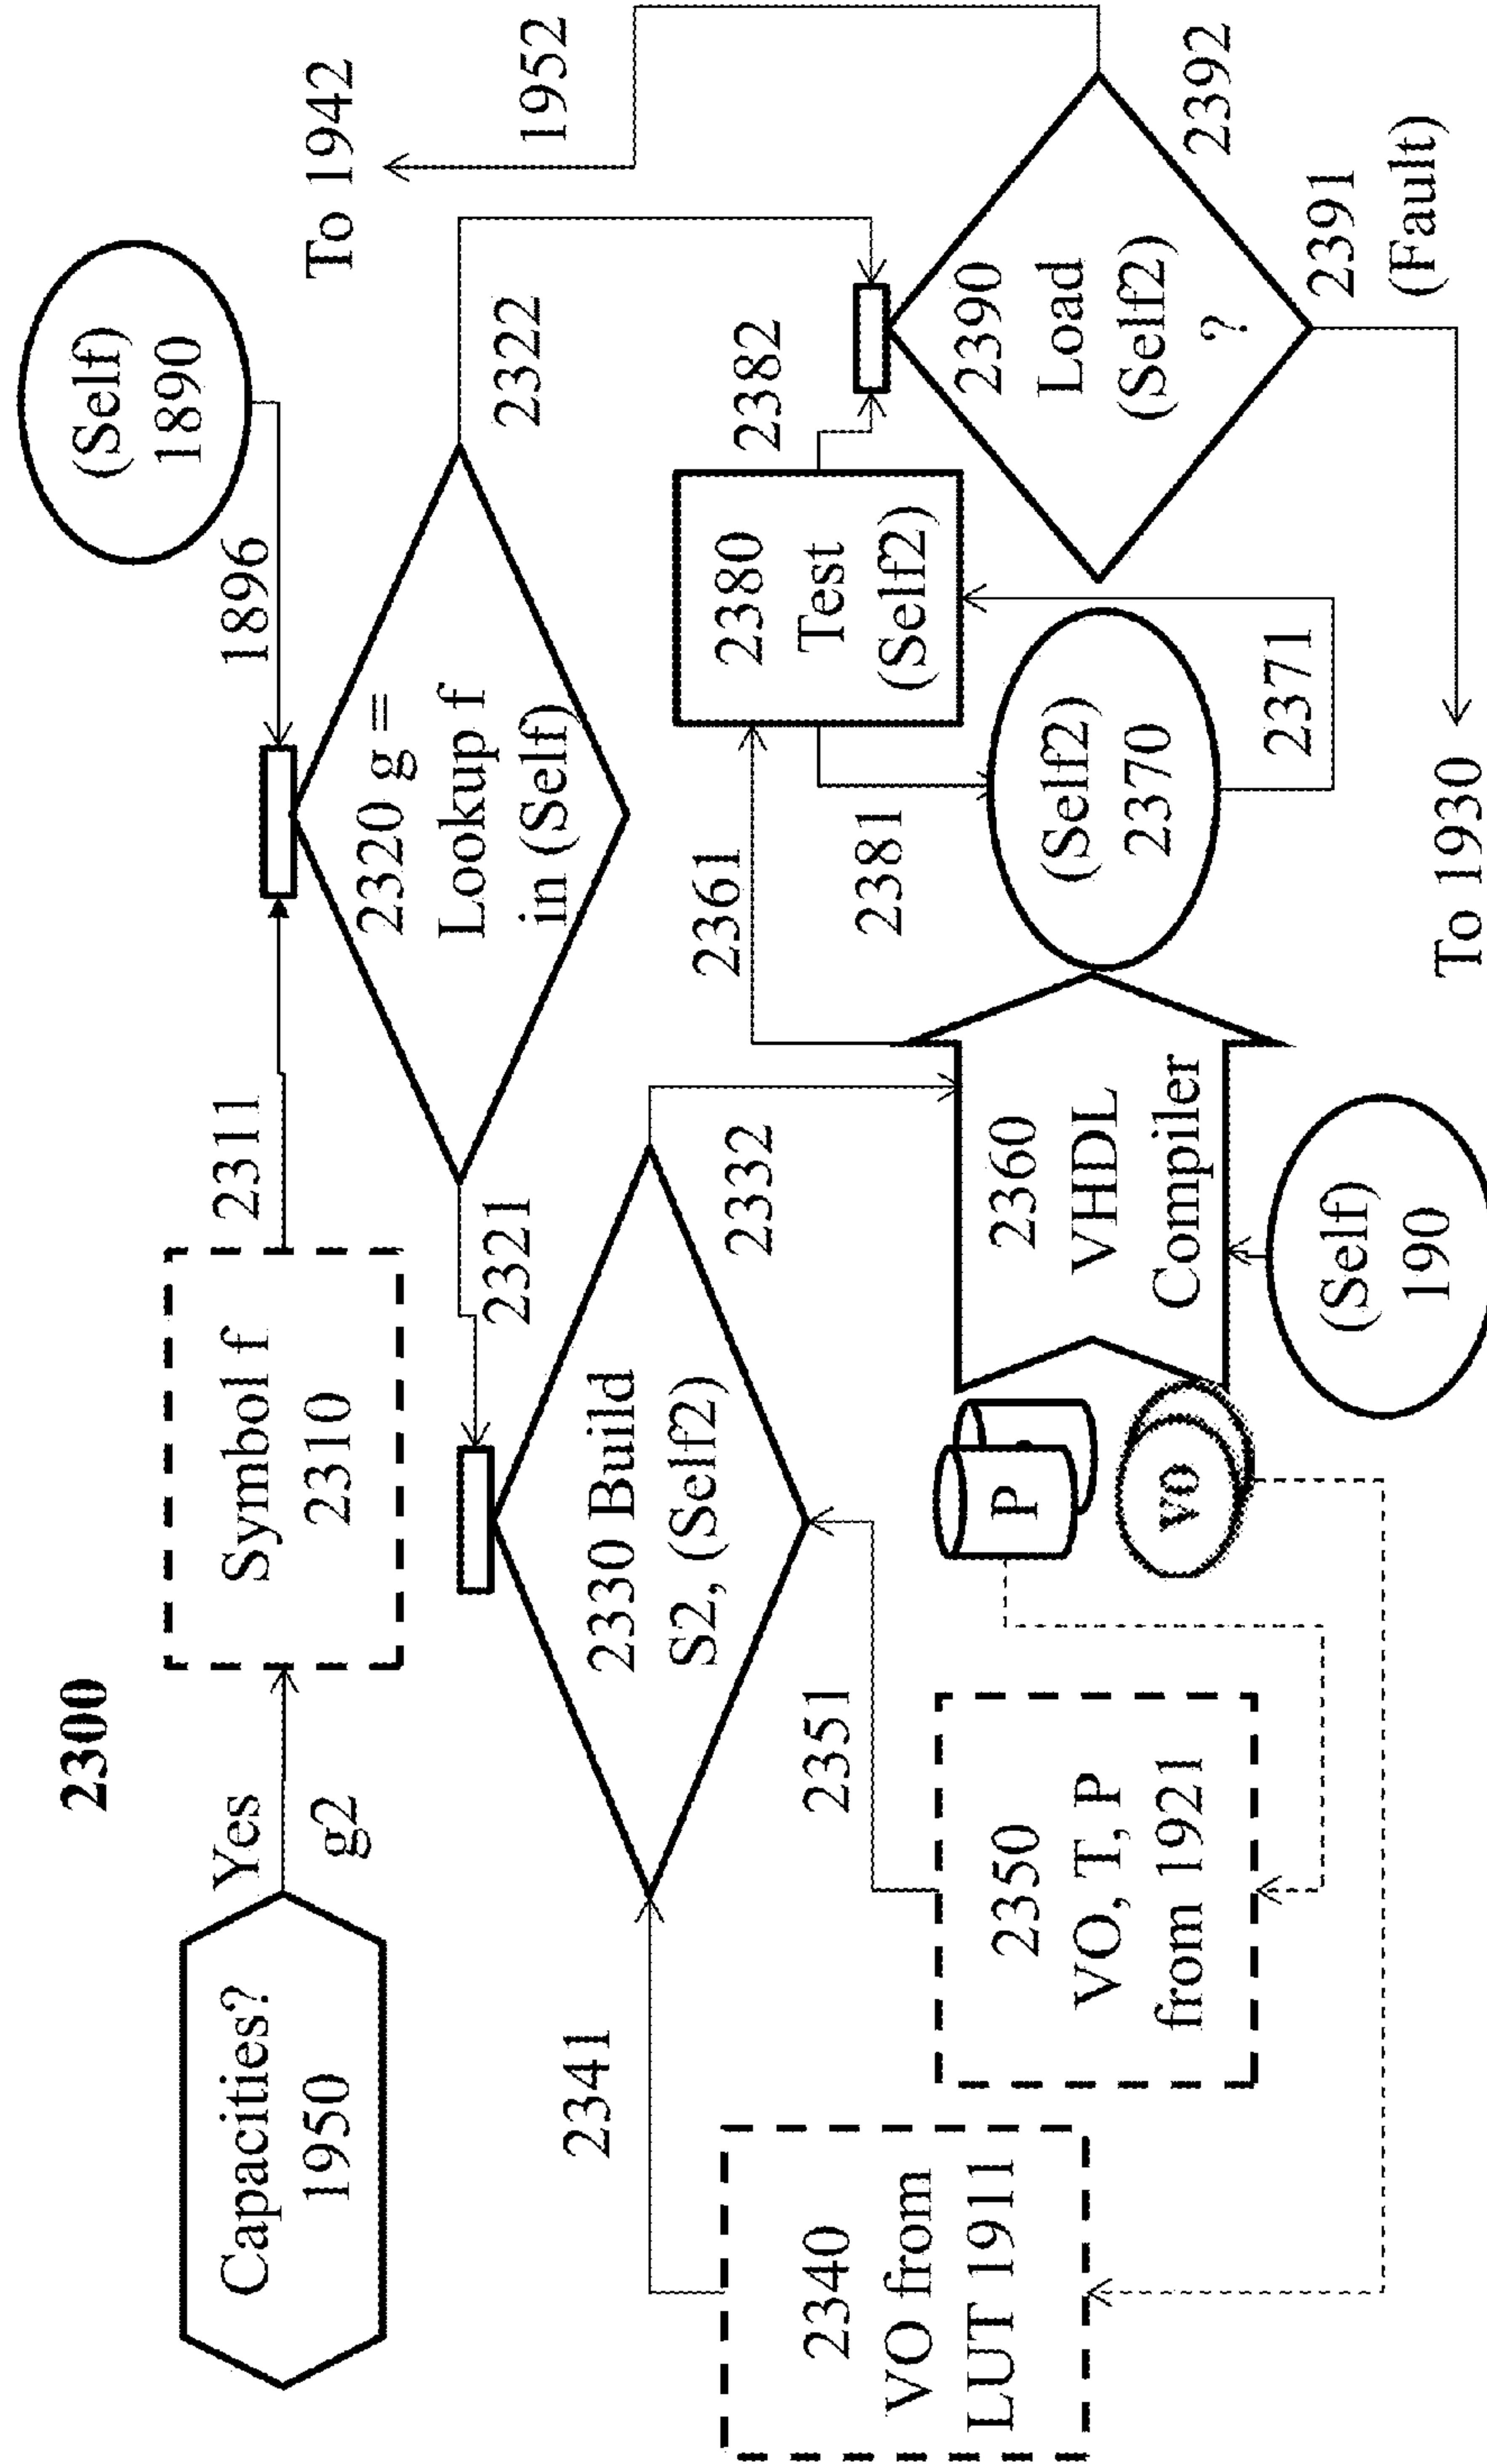 2300
Capacities?
1950
Yes
g2
Symbol f
2310
2311
1896
(Self)
1890
To 1942
1952
2320 g =
Lookup f
in (Self)
2321
2322
2330 Build
S2, (Self2)
2332
2341
2340
VO from
LUT 1911
2351
2350
VO, T, P
from 1921
P
VO
2360
VHDL
Compiler
(Self)
190
2361
2381
(Self2)
2370
2371
2380
Test
(Self2)
2382
2390
Load
(Self2)
?
2392
2391
(Fault)
To 1930